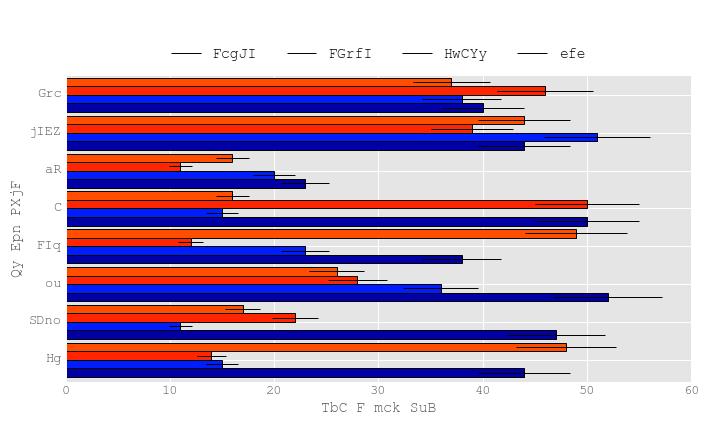 FcgJI FGrfI HwCYy efe
Grc
jIEZ
aR
C
FIq
ou
SDno
Hg
Qy Epn PXjF
0 10 20 30 40 50 60
TbC F mck SuB